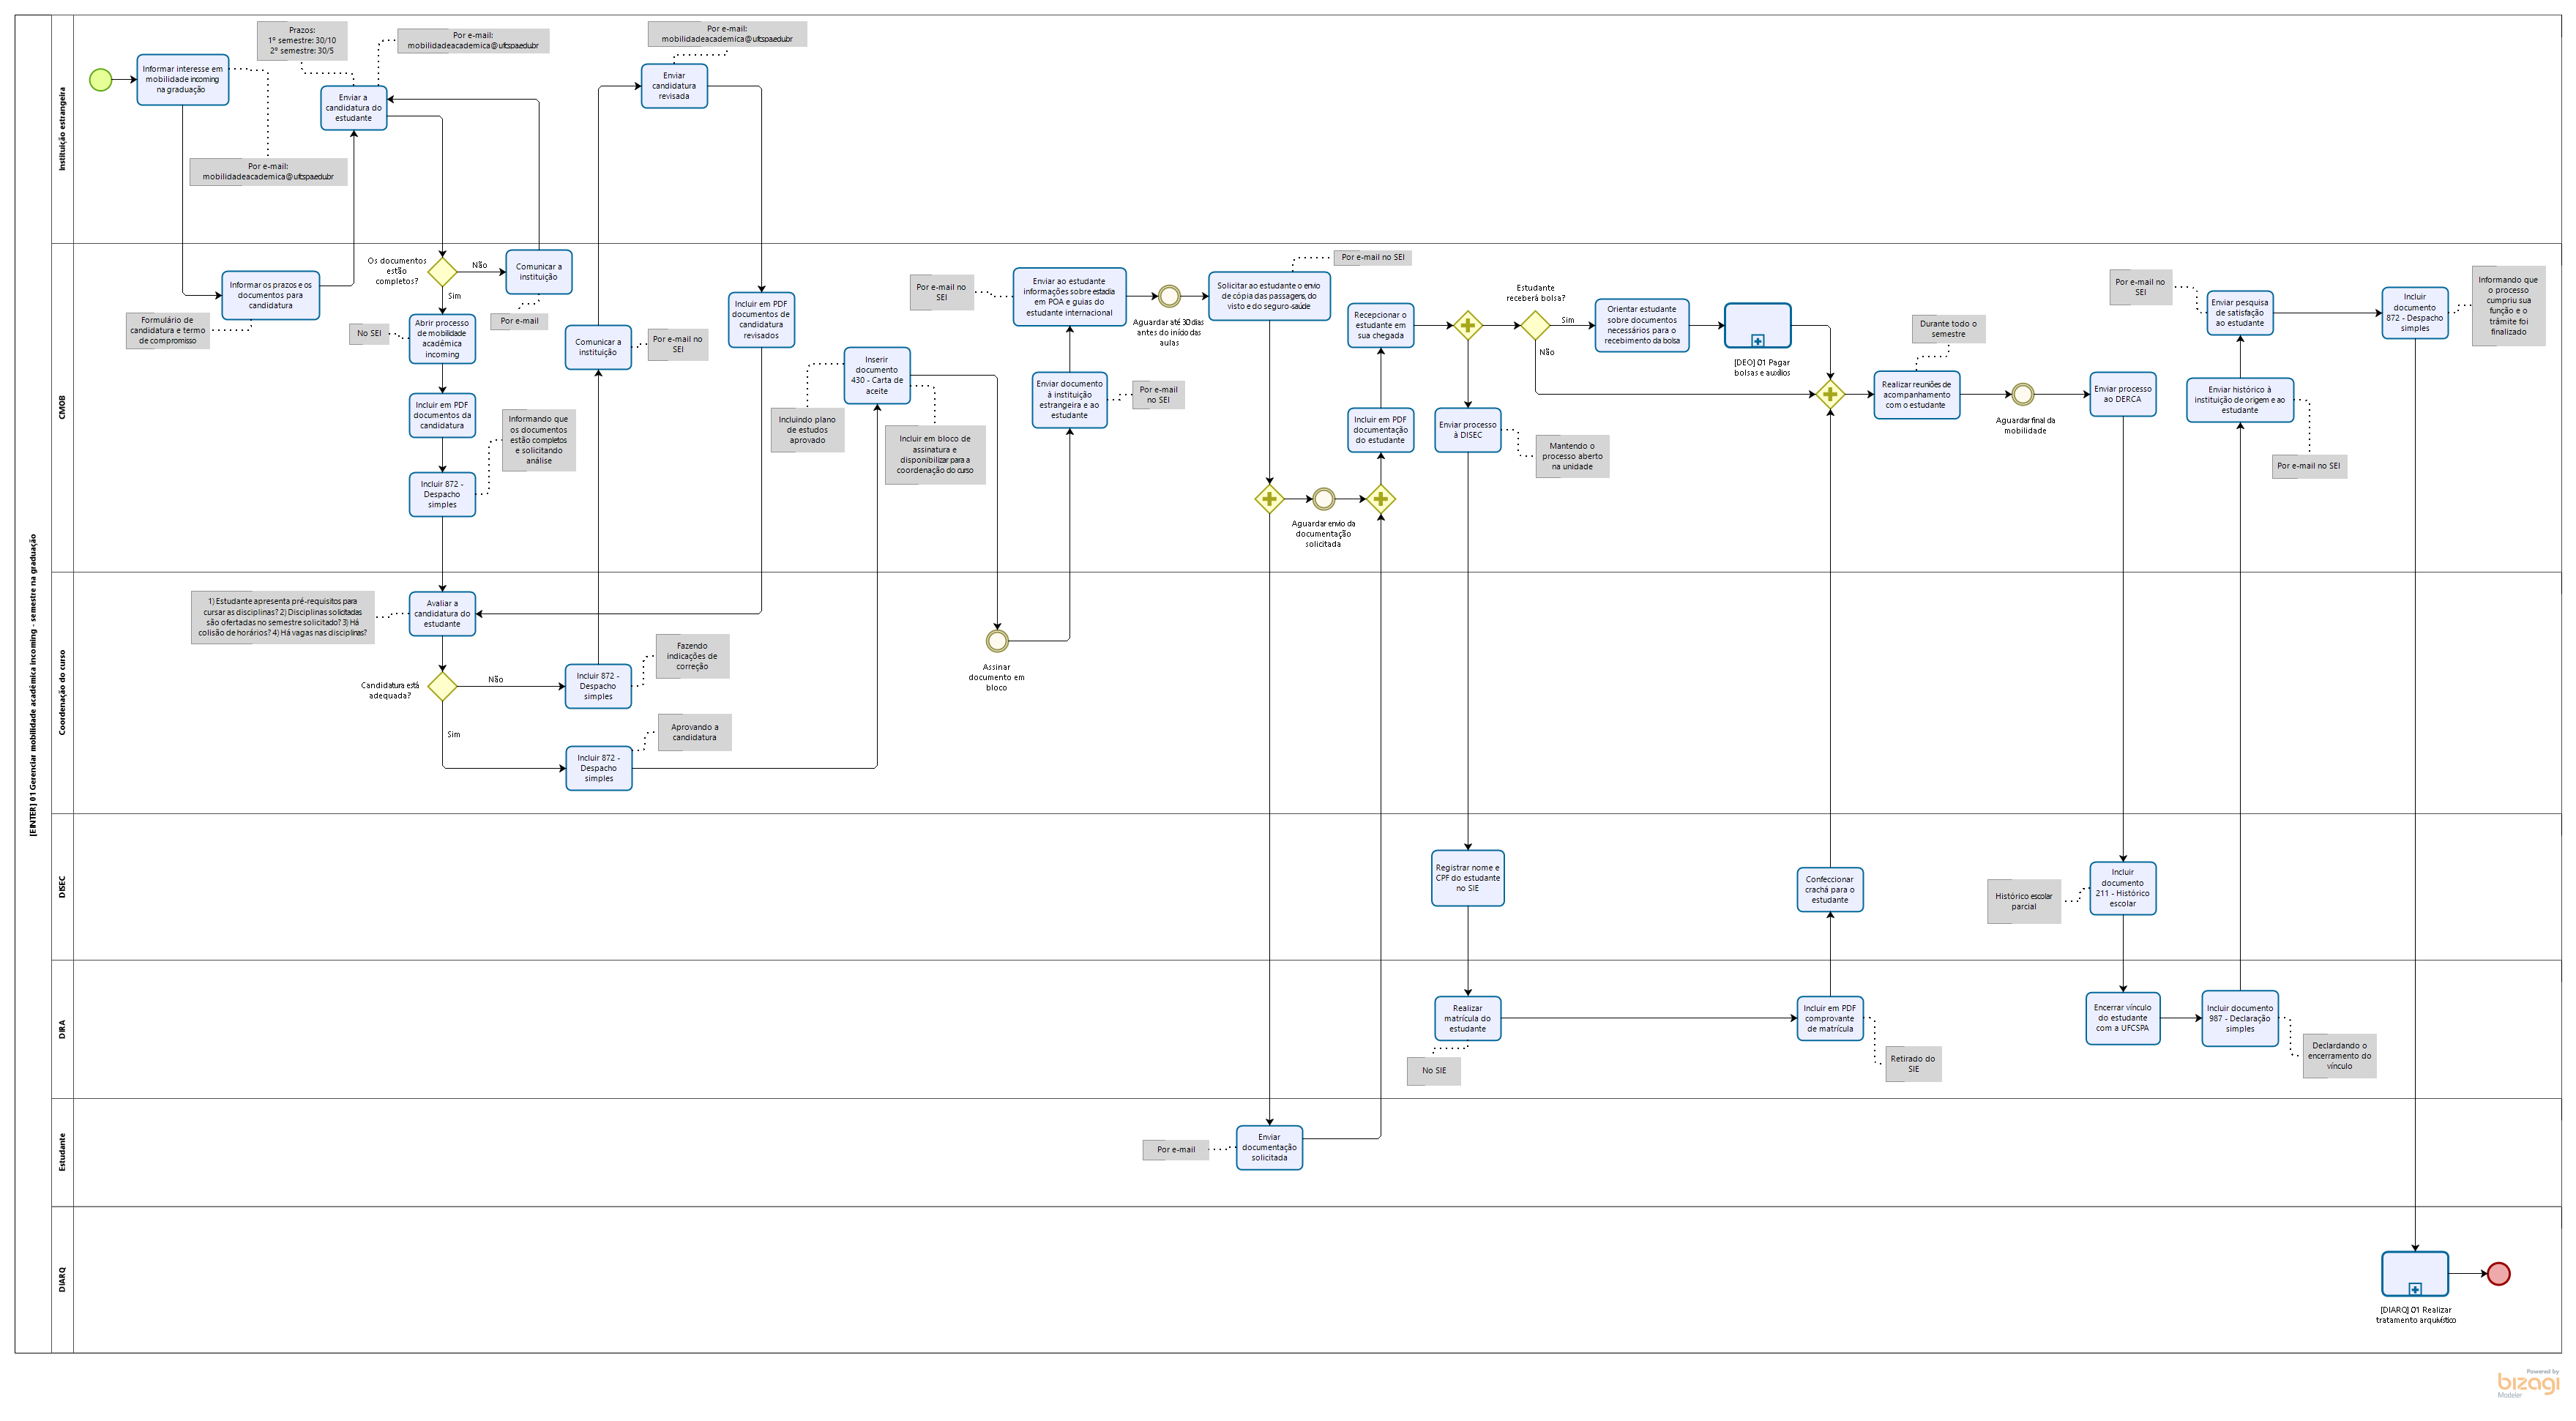 [EINTER] 01 Gerenciar mobilidade acadêmica incoming - semestre na graduação
Instituição estrangeira
Informar interesse em
mobilidade incoming
na graduação
Prazos:
1º semestre: 30/10
2º semestre: 30/5
Por e-mail:
mobilidadeacademica@ufcspa.edu.br
Enviar a
candidatura do
estudante
Por e-mail:
mobilidadeacademica@ufcspa.edu.br
Por e-mail:
mobilidadeacademica@ufcspa.edu.br
Enviar
candidatura
revisada
CMOB
Informar os prazos e os
documentos para
candidatura
Formulário de
candidatura e termo
de compromisso
Os documentos
estão
completos?
Não
Sim
Comunicar a
instituição
Por e-mail
No SEI
Abrir processo
de mobilidade
acadêmica
incoming
Incluir em PDF
documentos da
candidatura
Informando que
os documentos
estão completos
e solicitando
análise
Incluir 872 -
Despacho
simples
Comunicar a
instituição
Por e-mail no
SEI
Incluir em PDF
documentos de
candidatura
revisados
Inserir
documento
430 - Carta de
aceite
Incluindo plano
de estudos
aprovado
Incluir em bloco de
assinatura e
disponibilizar para a
coordenação do curso
Por e-mail no
SEI
Enviar ao estudante
informações sobre estadia
em POA e guias do
estudante internacional
Enviar documento
à instituição
estrangeira e ao
estudante
Por e-mail
no SEI
Aguardar até 30 dias
antes do início das
aulas
Solicitar ao estudante o envio
de cópia das passagens, do
visto e do seguro-saúde
Por e-mail no SEI
Aguardar envio da
documentação
solicitada
Recepcionar o
estudante em
sua chegada
Incluir em PDF
documentação
do estudante
Enviar processo
à DISEC
Mantendo o
processo aberto
na unidade
Estudante
receberá bolsa?
Sim
Não
Orientar estudante
sobre documentos
necessários para o
recebimento da bolsa
[DEO] 01 Pagar
bolsas e auxílios
Durante todo o
semestre
Realizar reuniões de
acompanhamento
com o estudante
Aguardar final da
mobilidade
Enviar processo
ao DERCA
Por e-mail no
SEI
Enviar pesquisa
de satisfação
ao estudante
Enviar histórico à
instituição de origem e ao
estudante
Por e-mail no SEI
Incluir
documento
872 - Despacho
simples
Informando que
o processo
cumpriu sua
função e o
trâmite foi
finalizado
Coordenação do curso
1) Estudante apresenta pré-requisitos para
cursar as disciplinas? 2) Disciplinas solicitadas
são ofertadas no semestre solicitado? 3) Há
colisão de horários? 4) Há vagas nas disciplinas?
Avaliar a
candidatura do
estudante
Candidatura está
adequada?
Não
Sim
Incluir 872 -
Despacho
simples
Fazendo
indicações de
correção
Incluir 872 -
Despacho
simples
Aprovando a
candidatura
Assinar
documento em
bloco
DISEC
Registrar nome e
CPF do estudante
no SIE
Confeccionar
crachá para o
estudante
Histórico escolar
parcial
Incluir
documento
211 - Histórico
escolar
DIRA
Realizar
matrícula do
estudante
No SIE
Incluir em PDF
comprovante
de matrícula
Retirado do
SIE
Encerrar vínculo
do estudante
com a UFCSPA
Incluir documento
987 - Declaração
simples
Declardando o
encerramento do
vínculo
Estudante
Por e-mail
Enviar
documentação
solicitada
DIARQ
[DIARQ] 01 Realizar
tratamento arquivístico
Powered by
bizagi
Modeler